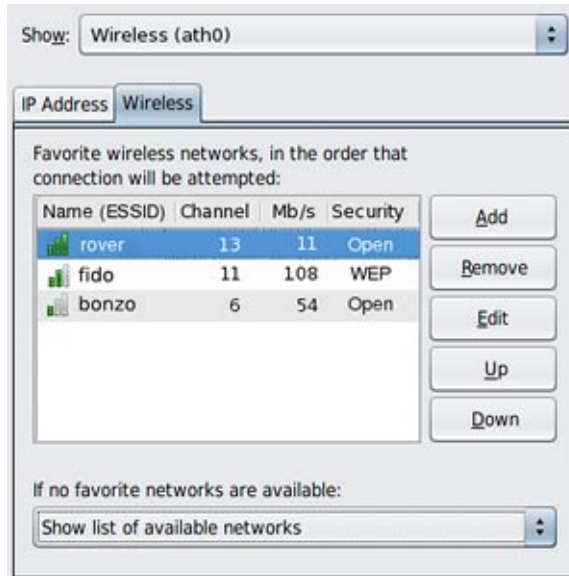 Show: Wireless (ath0)
IP Address Wireless
Favorite wireless networks, in the order that
connection will be attempted:
Name (ESSID) Channel Mb/s Security
rover 13 11 Open
fido 11 108 WEP
bonzo 6 54 Open
Add
Remove
Edit
Up
Down
If no favorite networks are available:
Show list of available networks